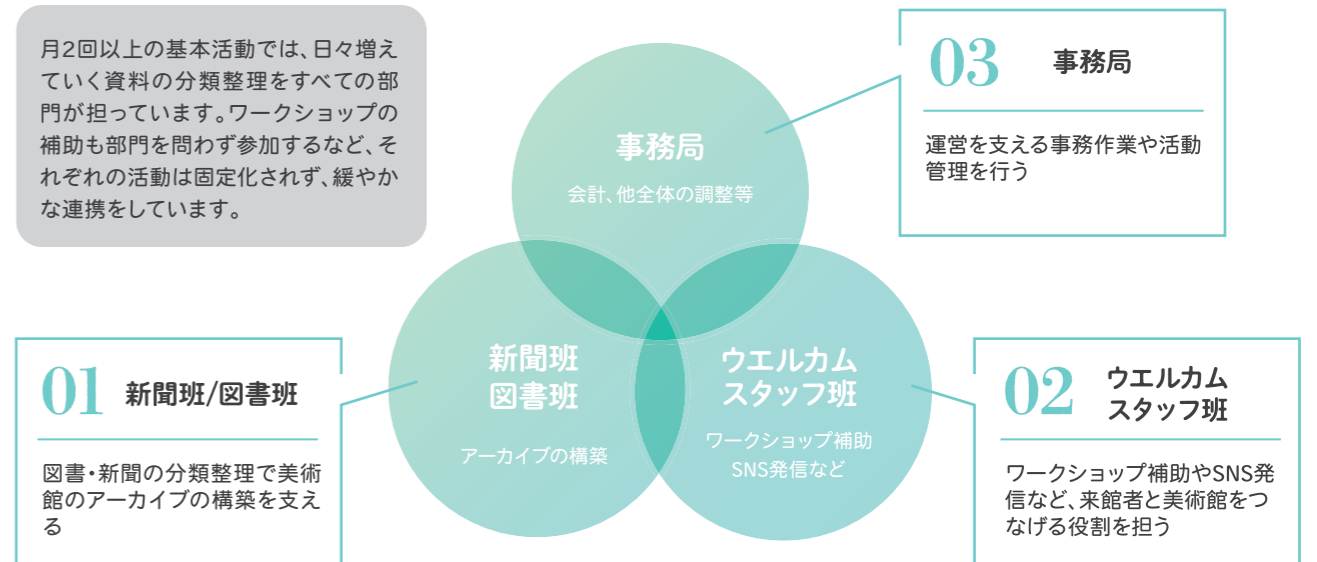 月2回以上の基本活動では、日々増え
ていく資料の分類整理をすべての部
門が担っています。ワークショップの
補助も部門を問わず参加するなど、そ
れぞれの活動は固定化されず、緩やか
な連携をしています。
事務局
会計、他全体の調整等
03 事務局
運営を支える事務作業や活動
管理を行う
新聞班
図書班
アーカイブの構築
ウエルカム
スタッフ班
ワークショップ補助
SNS発信など
01 新聞班/図書班
図書・新聞の分類整理で美術
館のアーカイブの構築を支え
る
02 ウエルカム
スタッフ班
ワークショップ補助やSNS発
信など、来館者と美術館をつ
なげる役割を担う